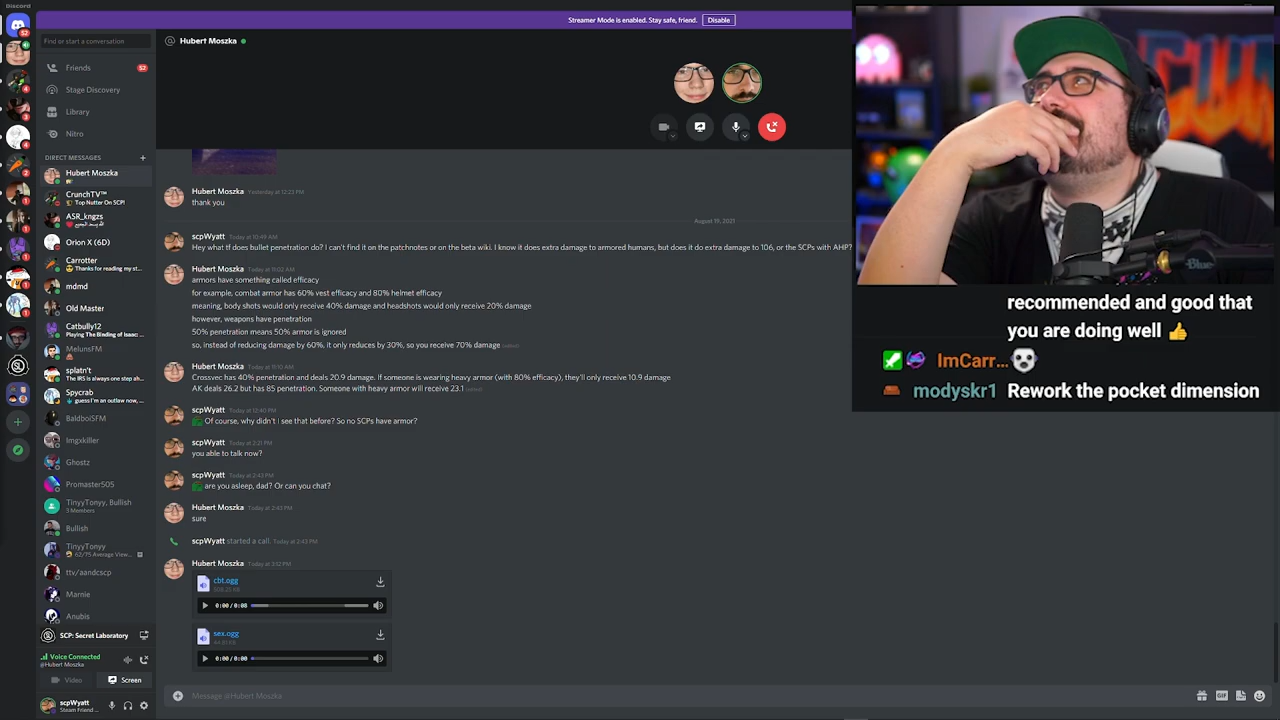 Discord
Streamer Mode is enabled. Stay safe, friend.
Disable
Find or start a conversation
Friends
52
Stage Discovery
Library
Nitro
DIRECT MESSAGES
Hubert Moszka
CrunchTV™
Top Nutter On SCP!
ASR_kngzs
Orion X (6D)
Carrotter
Thanks for reading my st...
mdmd
Old Master
Catbully12
Playing The Binding of Isaac:
MelunsFM
splatn't
The IRS is always one step ah...
Spycrab
guess I'm an outlaw now, ...
BaldboiSFM
Imgxkiller
Ghostz
Promaster505
TinyyTonyy, Bullish
3 Members
Bullish
TinyyTonyy
62/75 Average View...
ttv/aandcscp
Marnie
Anubis
SCP: Secret Laboratory
Voice Connected
@Hubert Moszka
Video
Screen
scpWyatt
Steam Friend ...
Hubert Moszka
Hubert Moszka Yesterday at 12:23 PM
thank you
August 19, 2021
scpWyatt Today at 10:49 AM
Hey what tf does bullet penetration do? I can't find it on the patchnotes or on the beta wiki. I know it does extra damage to armored humans, but does it do extra damage to 106, or the SCPs with AHP?
Hubert Moszka Today at 11:02 AM
armors have something called efficacy
for example, combat armor has 60% vest efficacy and 80% helmet efficacy
meaning, body shots would only receive 40% damage and headshots would only receive 20% damage
however, weapons have penetration
50% penetration means 50% armor is ignored
so, instead of reducing damage by 60%, it only reduces by 30%, so you receive 70% damage (edited)
Hubert Moszka Today at 11:10 AM
Crossvec has 40% penetration and deals 20.9 damage. If someone is wearing heavy armor (with 80% efficacy), they'll only receive 10.9 damage
AK deals 26.2 but has 85 penetration. Someone with heavy armor will receive 23.1 (edited)
scpWyatt Today at 12:40 PM
Of course, why didn't I see that before? So no SCPs have armor?
scpWyatt Today at 2:21 PM
you able to talk now?
scpWyatt Today at 2:43 PM
are you asleep, dad? Or can you chat?
Hubert Moszka Today at 2:43 PM
sure
scpWyatt started a call. Today at 2:43 PM
Hubert Moszka Today at 3:12 PM
cbt.ogg
0:00/0:08
sex.ogg
0:00/0:00
Message @Hubert Moszka
GIF
Blue
recommended and good that
you are doing well 👍
ImCarr...
modyskr1 Rework the pocket dimension